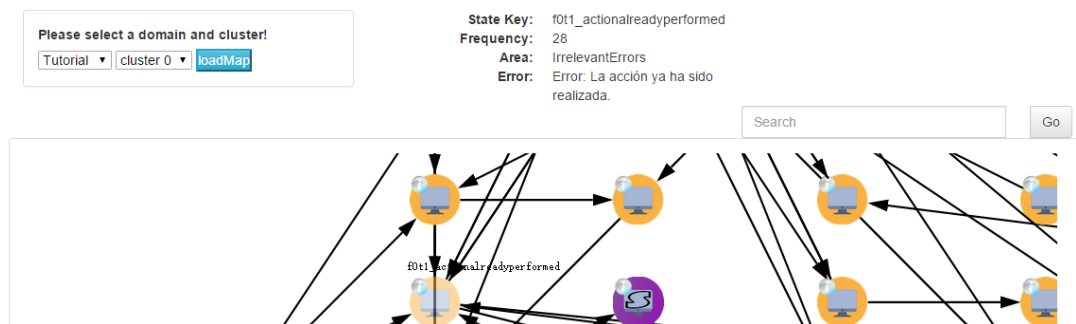 Please select a domain and cluster!
Tutorial cluster 0 loadMap
State Key: f0t1_actionalreadyperformed
Frequency: 28
Area: IrrelevantErrors
Error: Error: La acción ya ha sido
realizada.
Search Go
f0t1_actionalreadyperformed